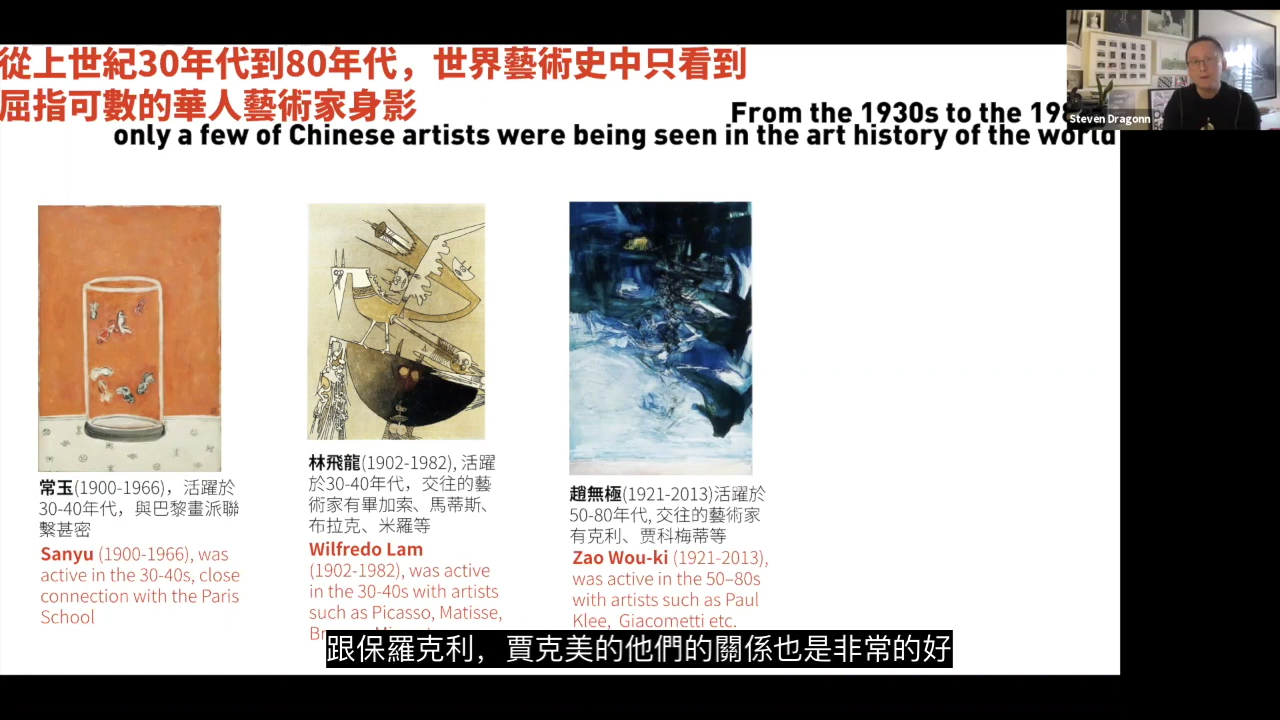 從上世紀30年代到80年代，世界藝術史中只看到
屈指可數的華人藝術家身影
From the 1930s to the
only a few of Chinese artists were being seen in the art history of the world
Steven Dragonn
常玉(1900-1966)，活躍於
30-40年代，與巴黎畫派聯
繫甚密
Sanyu (1900-1966), was
active in the 30-40s, close
connection with the Paris
School
林飛龍(1902-1982), 活躍
於30-40年代，交往的藝
術家有畢加索、馬蒂斯、
布拉克、米羅等
Wilfredo Lam
(1902-1982), was active
in the 30-40s with artists
such as Picasso, Matisse,
趙無極(1921-2013)活躍於
50-80年代, 交往的藝術家
有克利、贾科梅蒂等
Zao Wou-ki (1921-2013),
was active in the 50–80s
with artists such as Paul
Klee, Giacometti etc.
跟保羅克利，賈克美的他們的關係也是非常的好